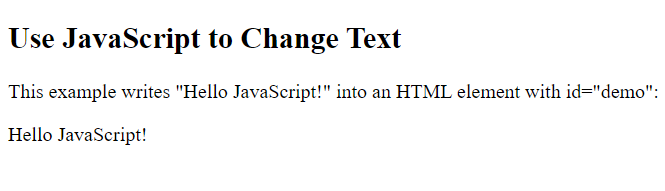 Use JavaScript to Change Text
This example writes "Hello JavaScript!" into an HTML element with id="demo":
Hello JavaScript!